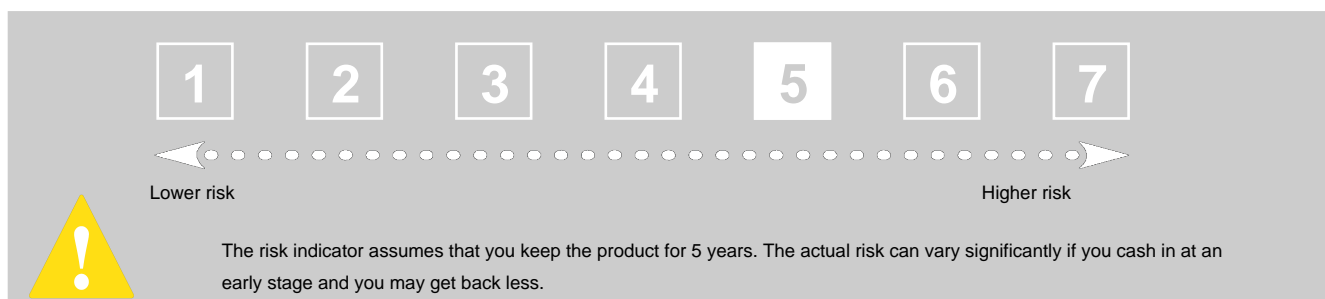 1 2 3 4 5 6 7
Lower risk Higher risk
!
The risk indicator assumes that you keep the product for 5 years. The actual risk can vary significantly if you cash in at an
early stage and you may get back less.